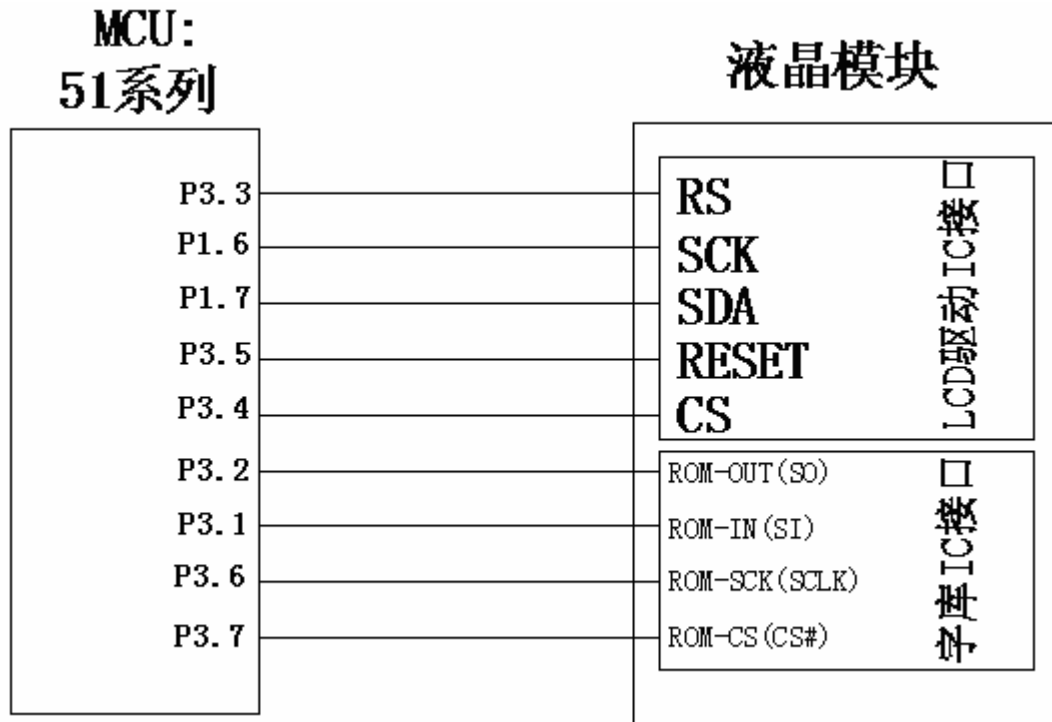 MCU:
51系列
液晶模块
P3.3
P1.6
P1.7
P3.5
P3.4
P3.2
P3.1
P3.6
P3.7
RS
SCK
SDA
RESET
CS
LCD驱动IC接口
ROM-OUT(SO)
ROM-IN(SI)
ROM-SCK(SCLK)
ROM-CS(CS#)
字库IC接口